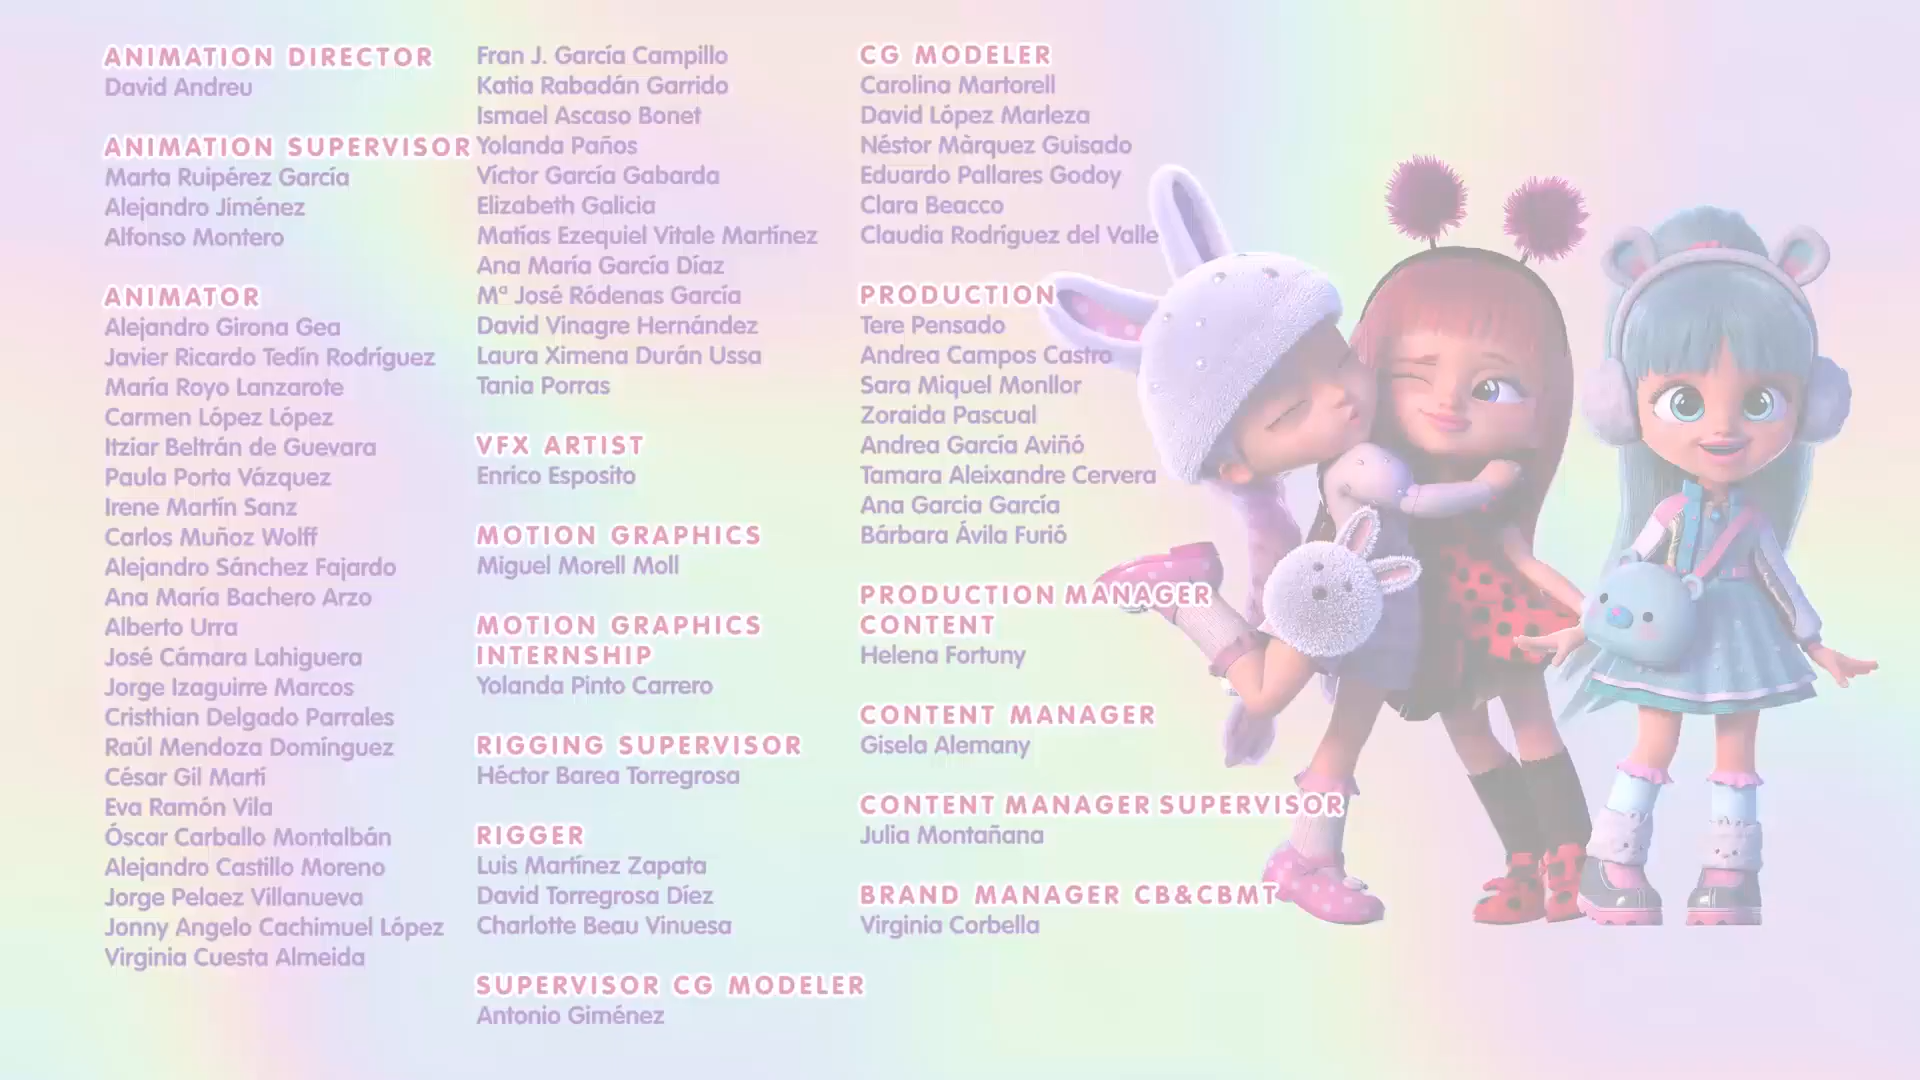 ANIMATION DIRECTOR
David Andreu
ANIMATION SUPERVISOR
Marta Ruipérez García
Alejandro Jiménez
Alfonso Montero
ANIMATOR
Alejandro Girona Gea
Javier Ricardo Tedín Rodríguez
María Royo Lanzarote
Carmen López López
Itziar Beltrán de Guevara
Paula Porta Vázquez
Irene Martín Sanz
Carlos Muñoz Wolff
Alejandro Sánchez Fajardo
Ana María Bachero Arzo
Alberto Urra
José Cámara Lahiguera
Jorge Izaguirre Marcos
Cristhian Delgado Parrales
Raúl Mendoza Domínguez
César Gil Martí
Eva Ramón Vila
Óscar Carballo Montalbán
Alejandro Castillo Moreno
Jorge Pelaez Villanueva
Jonny Angelo Cachimuel López
Virginia Cuesta Almeida
Fran J. García Campillo
Katia Rabadán Garrido
Ismael Ascaso Bonet
Yolanda Paños
Víctor García Gabarda
Elizabeth Galicia
Matías Ezequiel Vitale Martínez
Ana María García Díaz
Mª José Ródenas García
David Vinagre Hernández
Laura Ximena Durán Ussa
Tania Porras
VFX ARTIST
Enrico Esposito
MOTION GRAPHICS
Miguel Morell Moll
MOTION GRAPHICS
INTERNSHIP
Yolanda Pinto Carrero
RIGGING SUPERVISOR
Héctor Barea Torregrosa
RIGGER
Luis Martínez Zapata
David Torregrosa Díez
Charlotte Beau Vinuesa
SUPERVISOR CG MODELER
Antonio Giménez
CG MODELER
Carolina Martorell
David López Marleza
Néstor Màrquez Guisado
Eduardo Pallares Godoy
Clara Beacco
Claudia Rodríguez del Valle
PRODUCTION
Tere Pensado
Andrea Campos Castro
Sara Miquel Monllor
Zoraida Pascual
Andrea García Aviñó
Tamara Aleixandre Cervera
Ana Garcia García
Bárbara Ávila Furió
PRODUCTION MANAGER
CONTENT
Helena Fortuny
CONTENT MANAGER
Gisela Alemany
CONTENT MANAGER SUPERVISOR
Julia Montañana
BRAND MANAGER CB&CBMT
Virginia Corbella